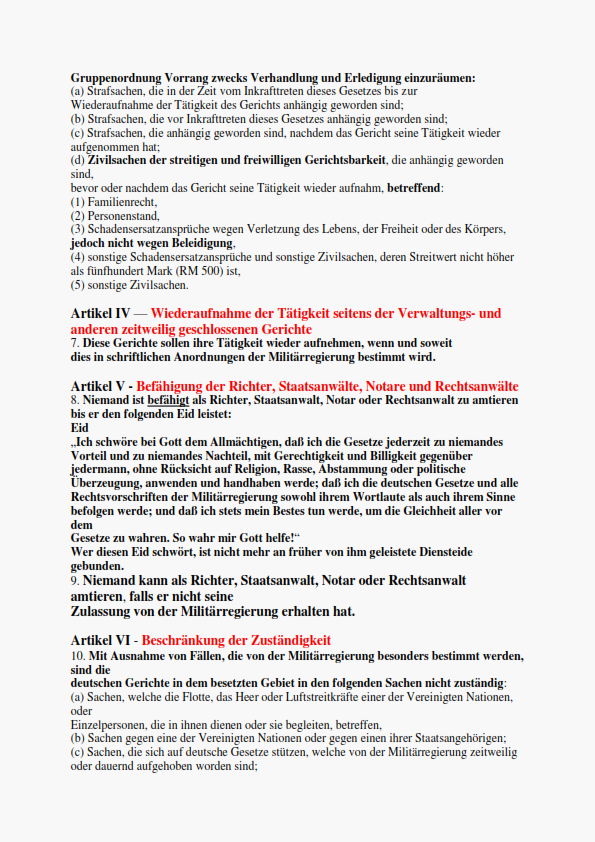 Gruppenordnung Vorrang zwecks Verhandlung und Erledigung einzuräumen:
(a) Strafsachen, die in der Zeit vom Inkrafttreten dieses Gesetzes bis zur
Wiederaufnahme der Tätigkeit des Gerichts anhängig geworden sind;
(b) Strafsachen, die vor Inkrafttreten dieses Gesetzes anhängig geworden sind;
(c) Strafsachen, die anhängig geworden sind, nachdem das Gericht seine Tätigkeit wieder
aufgenommen hat;
(d) Zivilsachen der streitigen und freiwilligen Gerichtsbarkeit, die anhängig geworden
sind,
bevor oder nachdem das Gericht seine Tätigkeit wieder aufnahm, betreffend:
(1) Familienrecht,
(2) Personenstand,
(3) Schadensersatzansprüche wegen Verletzung des Lebens, der Freiheit oder des Körpers,
jedoch nicht wegen Beleidigung,
(4) sonstige Schadensersatzansprüche und sonstige Zivilsachen, deren Streitwert nicht höher
als fünfhundert Mark (RM 500) ist,
(5) sonstige Zivilsachen.
Artikel IV — Wiederaufnahme der Tätigkeit seitens der Verwaltungs- und
anderen zeitweilig geschlossenen Gerichte
7. Diese Gerichte sollen ihre Tätigkeit wieder aufnehmen, wenn und soweit
dies in schriftlichen Anordnungen der Militärregierung bestimmt wird.
Artikel V - Befähigung der Richter, Staatsanwälte, Notare und Rechtsanwälte
8. Niemand ist befähigt als Richter, Staatsanwalt, Notar oder Rechtsanwalt zu amtieren
bis er den folgenden Eid leistet:
Eid
„Ich schwöre bei Gott dem Allmächtigen, daß ich die Gesetze jederzeit zu niemandes
Vorteil und zu niemandes Nachteil, mit Gerechtigkeit und Billigkeit gegenüber
jedermann, ohne Rücksicht auf Religion, Rasse, Abstammung oder politische
Überzeugung, anwenden und handhaben werde; daß ich die deutschen Gesetze und alle
Rechtsvorschriften der Militärregierung sowohl ihrem Wortlaute als auch ihrem Sinne
befolgen werde; und daß ich stets mein Bestes tun werde, um die Gleichheit aller vor
dem
Gesetze zu wahren. So wahr mir Gott helfe!“
Wer diesen Eid schwört, ist nicht mehr an früher von ihm geleistete Diensteide
gebunden.
9. Niemand kann als Richter, Staatsanwalt, Notar oder Rechtsanwalt
amtieren, falls er nicht seine
Zulassung von der Militärregierung erhalten hat.
Artikel VI - Beschränkung der Zuständigkeit
10. Mit Ausnahme von Fällen, die von der Militärregierung besonders bestimmt werden,
sind die
deutschen Gerichte in dem besetzten Gebiet in den folgenden Sachen nicht zuständig:
(a) Sachen, welche die Flotte, das Heer oder Luftstreitkräfte einer der Vereinigten Nationen,
oder
Einzelpersonen, die in ihnen dienen oder sie begleiten, betreffen,
(b) Sachen gegen eine der Vereinigten Nationen oder gegen einen ihrer Staatsangehörigen;
(c) Sachen, die sich auf deutsche Gesetze stützen, welche von der Militärregierung zeitweilig
oder dauernd aufgehoben worden sind;